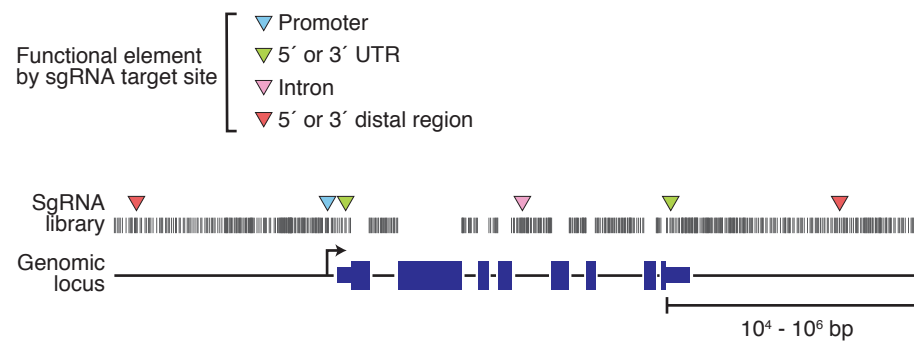 Functional element
by sgRNA target site
Promoter
5´ or 3´ UTR
Intron
5´ or 3´ distal region
SgRNA
library
Genomic
locus
10⁴ - 10⁶ bp